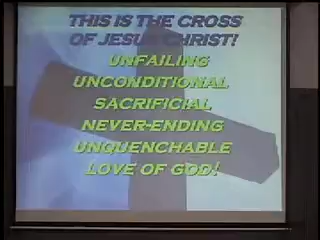 THIS IS THE CROSS
OF JESUS CHRIST!
UNFAILING
UNCONDITIONAL
SACRIFICIAL
NEVER-ENDING
UNQUENCHABLE
LOVE OF GOD!